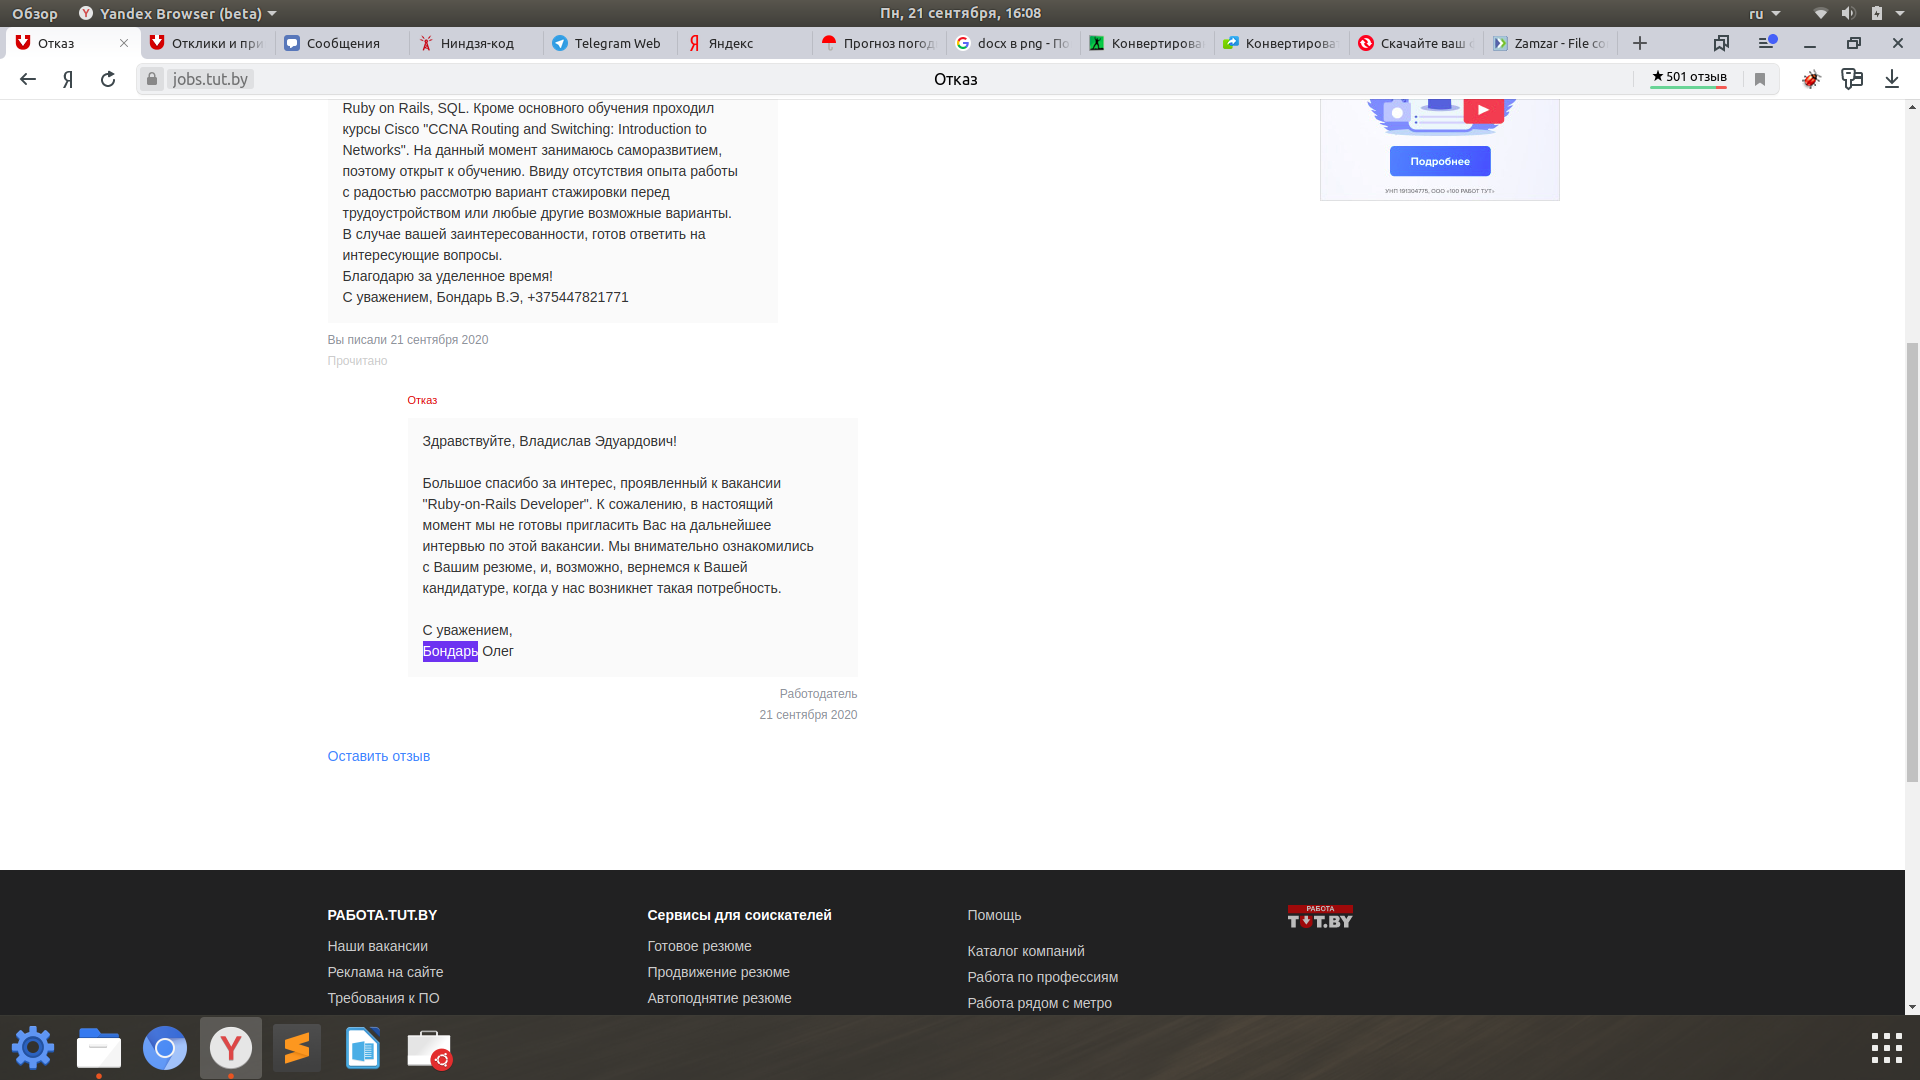 Обзор
Yandex Browser (beta)
Пн, 21 сентября, 16:08
ru
Отказ
Отклики и при
Сообщения
Ниндзя-код
Telegram Web
Яндекс
Прогноз погод
docx в png - По
Конвертирова
Конвертироват
Скачайте ваш
Zamzar - File co
jobs.tut.by
Отказ
★ 501 отзыв
Ruby on Rails, SQL. Кроме основного обучения проходил
курсы Cisco "CCNA Routing and Switching: Introduction to
Networks". На данный момент занимаюсь саморазвитием,
поэтому открыт к обучению. Ввиду отсутствия опыта работы
с радостью рассмотрю вариант стажировки перед
трудоустройством или любые другие возможные варианты.
В случае вашей заинтересованности, готов ответить на
интересующие вопросы.
Благодарю за уделенное время!
С уважением, Бондарь В.Э, +375447821771
Вы писали 21 сентября 2020
Прочитано
Подробнее
УНП 191304775, ООО «100 РАБОТ ТУТ»
Отказ
Здравствуйте, Владислав Эдуардович!
Большое спасибо за интерес, проявленный к вакансии
"Ruby-on-Rails Developer". К сожалению, в настоящий
момент мы не готовы пригласить Вас на дальнейшее
интервью по этой вакансии. Мы внимательно ознакомились
с Вашим резюме, и, возможно, вернемся к Вашей
кандидатуре, когда у нас возникнет такая потребность.
С уважением,
Бондарь Олег
Работодатель
21 сентября 2020
Оставить отзыв
РАБОТА.TUT.BY
Наши вакансии
Реклама на сайте
Требования к ПО
Сервисы для соискателей
Готовое резюме
Продвижение резюме
Автоподнятие резюме
Помощь
Каталог компаний
Работа по профессиям
Работа рядом с метро
РАБОТА
TUT.BY